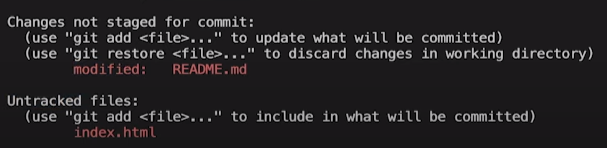 Changes not staged for commit:
(use "git add <file>..." to update what will be committed)
(use "git restore <file>..." to discard changes in working directory)
modified: README.md
Untracked files:
(use "git add <file>..." to include in what will be committed)
index.html